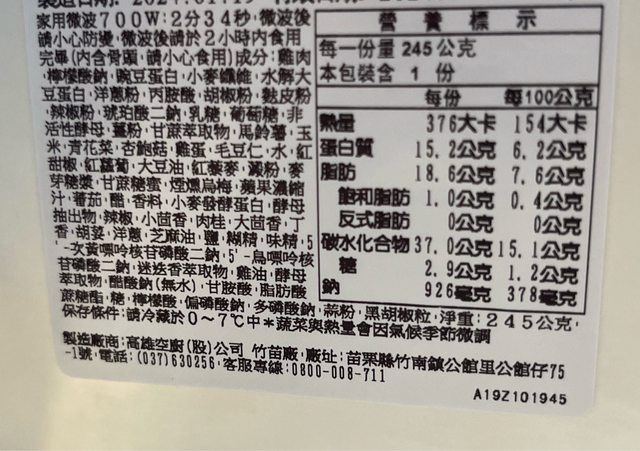 家用微波700W:2分34秒,微波後
請小心防燙,微波後請於2小時內食用
完畢(內含骨頭,請小心食用)成分:雞肉
,檸檬酸鈉,豌豆蛋白,小麥纖維,水解大
豆蛋白,洋蔥粉,丙胺酸,胡椒粉,麩皮粉
,辣椒粉,琥珀酸二鈉,乳糖,葡萄糖,非
活性酵母,薑粉,甘蔗萃取物,馬鈴薯,玉
米,青花菜,杏鮑菇,雞蛋,毛豆仁,水,紅
甜椒,紅蘿蔔,大豆油,紅藜麥,澱粉,麥
芽糖漿,甘蔗糖蜜,煙燻烏梅,蘋果濃縮
汁,蕃茄,醋,香料,小麥發酵蛋白,酵母
抽出物,辣椒,小茴香,肉桂,大茴香,丁
香,胡荽,洋蔥,芝麻油,鹽,糊精,味精,5
'-次黃嘌呤核苷磷酸二鈉,5'-鳥嘌呤核
苷磷酸二鈉,迷迭香萃取物,雞油,酵母
萃取物,醋酸鈉(無水),甘胺酸,脂肪酸
蔗糖酯,糖,檸檬酸,偏磷酸鈉,多磷酸鈉,蒜粉,黑胡椒粒,淨重:245公克,
保存條件:請冷藏於0~7℃中*蔬菜與熱量會因氣候季節微調
營養標示
每一份量 245公克
本包裝含 1 份
每份 每100公克
熱量 376大卡 154大卡
蛋白質 15.2公克 6.2公克
脂肪 18.6公克 7.6公克
飽和脂肪 1.0公克 0.4公克
反式脂肪 0公克 0公克
碳水化合物 37.0公克 15.1公克
糖 2.9公克 1.2公克
鈉 926毫克 378毫克
製造廠商:高雄空廚(股)公司 竹苗廠,廠址:苗栗縣竹南鎮公館里公館仔75
-1號,電話:(037)630256,客服專線:0800-008-711
A19Z101945